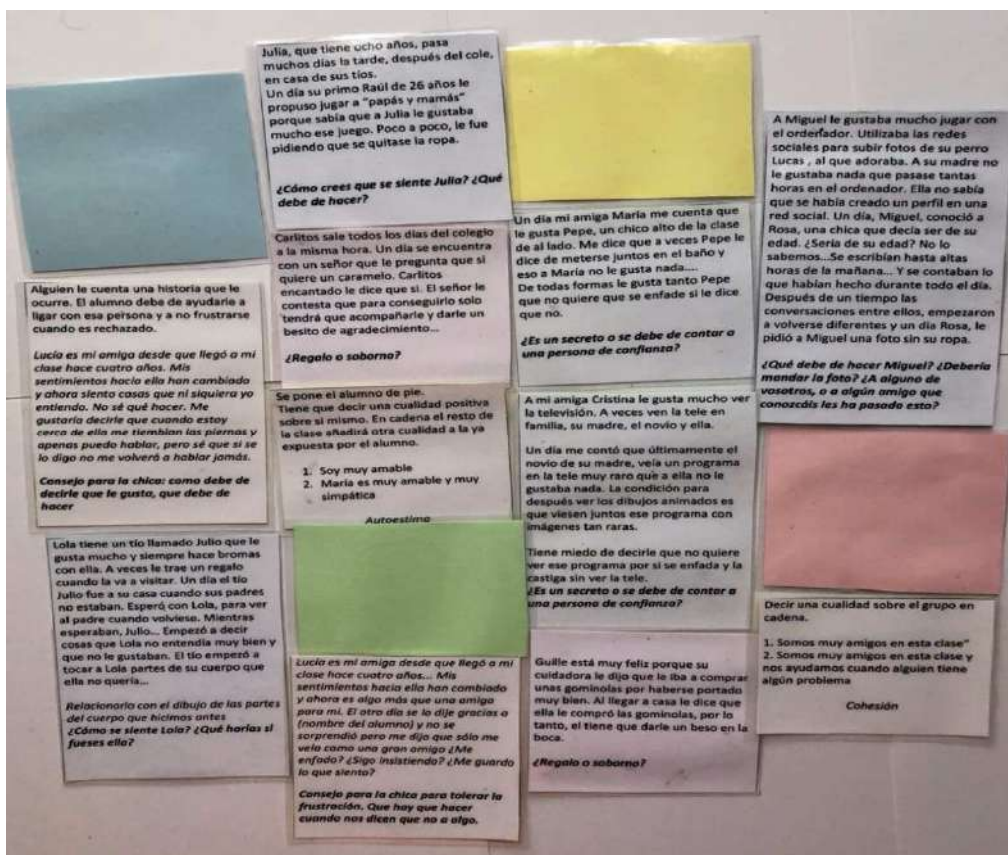 Julia, que tiene ocho años, pasa
muchos días la tarde, después del cole,
en casa de sus tíos.
Un día su primo Raúl de 26 años le
propuso jugar a "papás y mamás"
porque sabía que a Julia le gustaba
mucho ese juego. Poco a poco, le fue
pidiendo que se quitase la ropa.
¿Cómo crees que se siente Julia? ¿Qué
debe de hacer?
A Miguel le gustaba mucho jugar con
el ordenador. Utilizaba las redes
sociales para subir fotos de su perro
Lucas , al que adoraba. A su madre no
le gustaba nada que pasase tantas
horas en el ordenador. Ella no sabía
que se había creado un perfil en una
red social. Un día, Miguel, conoció a
Rosa, una chica que decía ser de su
edad. ¿Sería de su edad? No lo
sabemos...Se escribían hasta altas
horas de la mañana... Y se contaban lo
que habían hecho durante todo el día.
Después de un tiempo las
conversaciones entre ellos, empezaron
a volverse diferentes y un día Rosa, le
pidió a Miguel una foto sin su ropa.
¿Qué debe de hacer Miguel? ¿Debería
mandar la foto? ¿A alguno de
vosotros, o a algún amigo que
conozcáis les ha pasado esto?
Carlitos sale todos los días del colegio
a la misma hora. Un día se encuentra
con un señor que le pregunta que si
quiere un caramelo. Carlitos
encantado le dice que si. El señor le
contesta que para conseguirlo solo
tendrá que acompañarle y darle un
besito de agradecimiento...
¿Regalo o soborno?
Un día mi amiga María me cuenta que
le gusta Pepe, un chico alto de la clase
de al lado. Me dice que a veces Pepe le
dice de meterse juntos en el baño y
eso a María no le gusta nada....
De todas formas le gusta tanto Pepe
que no quiere que se enfade si le dice
que no.
¿Es un secreto o se debe de contar a
una persona de confianza?
Alguien le cuenta una historia que le
ocurre. El alumno debe de ayudarle a
ligar con esa persona y a no frustrarse
cuando es rechazado.
Lucía es mi amiga desde que llegó a mi
clase hace cuatro años. Mis
sentimientos hacia ella han cambiado
y ahora siento cosas que ni siquiera yo
entiendo. No sé qué hacer. Me
gustaría decirle que cuando estoy
cerca de ella me tiemblan las piernas y
apenas puedo hablar, pero sé que si se
lo digo no me volverá a hablar jamás.
Consejo para la chica: como debe de
decirle que le gusta, que debe de
hacer
Se pone el alumno de pie.
Tiene que decir una cualidad positiva
sobre si mismo. En cadena el resto de
la clase añadirá otra cualidad a la ya
expuesta por el alumno.
1. Soy muy amable
2. María es muy amable y muy
simpática
Autoestima
A mi amiga Cristina le gusta mucho ver
la televisión. A veces ven la tele en
familia, su madre, el novio y ella.
Un día me contó que últimamente el
novio de su madre, veía un programa
en la tele muy raro que a ella no le
gustaba nada. La condición para
después ver los dibujos animados es
que viesen juntos ese programa con
imágenes tan raras.
Tiene miedo de decirle que no quiere
ver ese programa por si se enfada y la
castiga sin ver la tele.
¿Es un secreto o se debe de contar a
una persona de confianza?
Lola tiene un tío llamado Julio que le
gusta mucho y siempre hace bromas
con ella. A veces le trae un regalo
cuando la va a visitar. Un día el tío
Julio fue a su casa cuando sus padres
no estaban. Esperó con Lola, para ver
al padre cuando volviese. Mientras
esperaban, Julio... Empezó a decir
cosas que Lola no entendía muy bien y
que no le gustaban. El tío empezó a
tocar a Lola partes de su cuerpo que
ella no quería...
Relacionarlo con el dibujo de las partes
del cuerpo que hicimos antes
¿Cómo se siente Lola? ¿Qué harías si
fueses ella?
Lucía es mi amiga desde que llegó a mi
clase hace cuatro años... Mis
sentimientos hacia ella han cambiado
y ahora es algo más que una amiga
para mí. El otro día se lo dije gracias a
(nombre del alumno) y no se
sorprendió pero me dijo que sólo me
veía como una gran amigo ¿Me
enfado? ¿Sigo insistiendo? ¿Me guardo
lo que siento?
Consejo para la chica para tolerar la
frustración. Que hay que hacer
cuando nos dicen que no a algo.
Guille está muy feliz porque su
cuidadora le dijo que le iba a comprar
unas gominolas por haberse portado
muy bien. Al llegar a casa le dice que
ella le compró las gominolas, por lo
tanto, el tiene que darle un beso en la
boca.
¿Regalo o soborno?
Decir una cualidad sobre el grupo en
cadena.
1. Somos muy amigos en esta clase"
2. Somos muy amigos en esta clase y
nos ayudamos cuando alguien tiene
algún problema
Cohesión